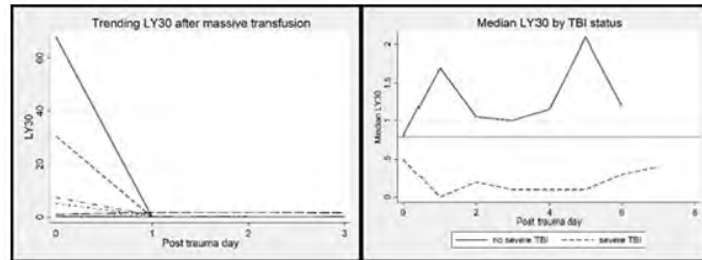 Trending LY30 after massive transfusion
60
40
20
0
LY30
0 1 2 3
Post trauma day
Median LY30 by TBI status
2
1.5
1
.5
0
Median LY30
0 2 4 6 8
Post trauma day
no severe TBI severe TBI